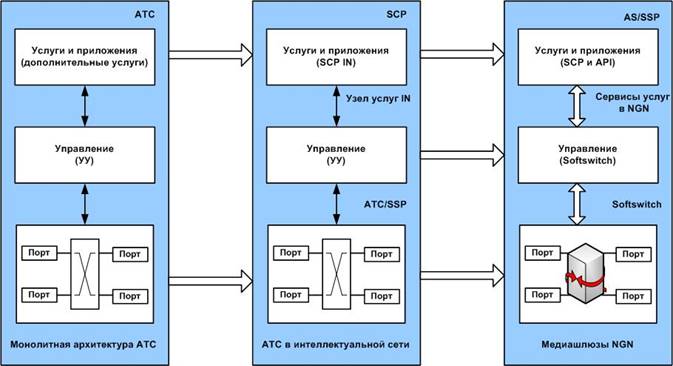 АТС
Услуги и приложения
(дополнительные услуги)
Управление
(УУ)
Порт
Порт
Порт
Порт
Монолитная архитектура АТС
SCP
Услуги и приложения
(SCP IN)
Узел услуг IN
Управление
(УУ)
АТС/SSP
Порт
Порт
Порт
Порт
АТС в интеллектуальной сети
AS/SSP
Услуги и приложения
(SCP и API)
Сервисы услуг
в NGN
Управление
(Softswitch)
Softswitch
Порт
Порт
Порт
Порт
Медиашлюзы NGN